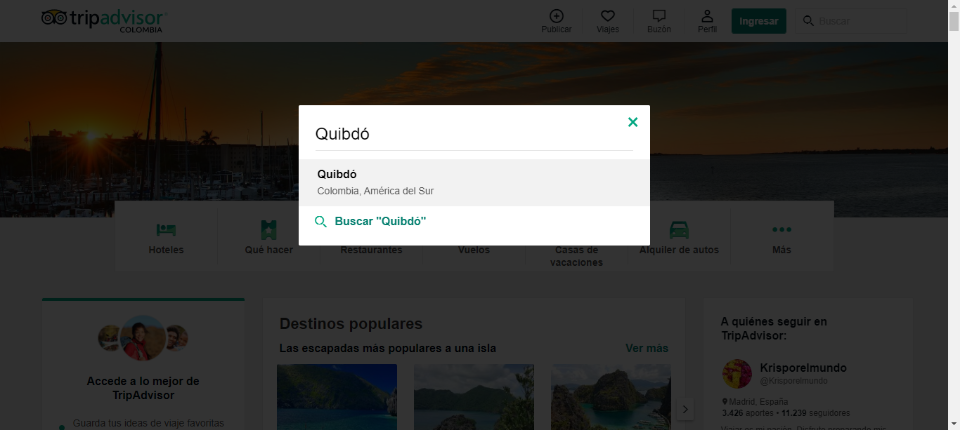 tripadvisor
COLOMBIA
Publicar
Viajes
Buzón
Perfil
Ingresar
Buscar
Quibdó
Quibdó
Colombia, América del Sur
Buscar "Quibdó"
Hoteles
Qué hacer
Restaurantes
Vuelos
Casas de
vacaciones
Alquiler de autos
Más
Accede a lo mejor de
TripAdvisor
Guarda tus ideas de viaje favoritas
Destinos populares
Las escapadas más populares a una isla
Ver más
A quiénes seguir en
TripAdvisor:
Krisporelmundo
@Krisporelmundo
Madrid, España
3.426 aportes • 11.239 seguidores